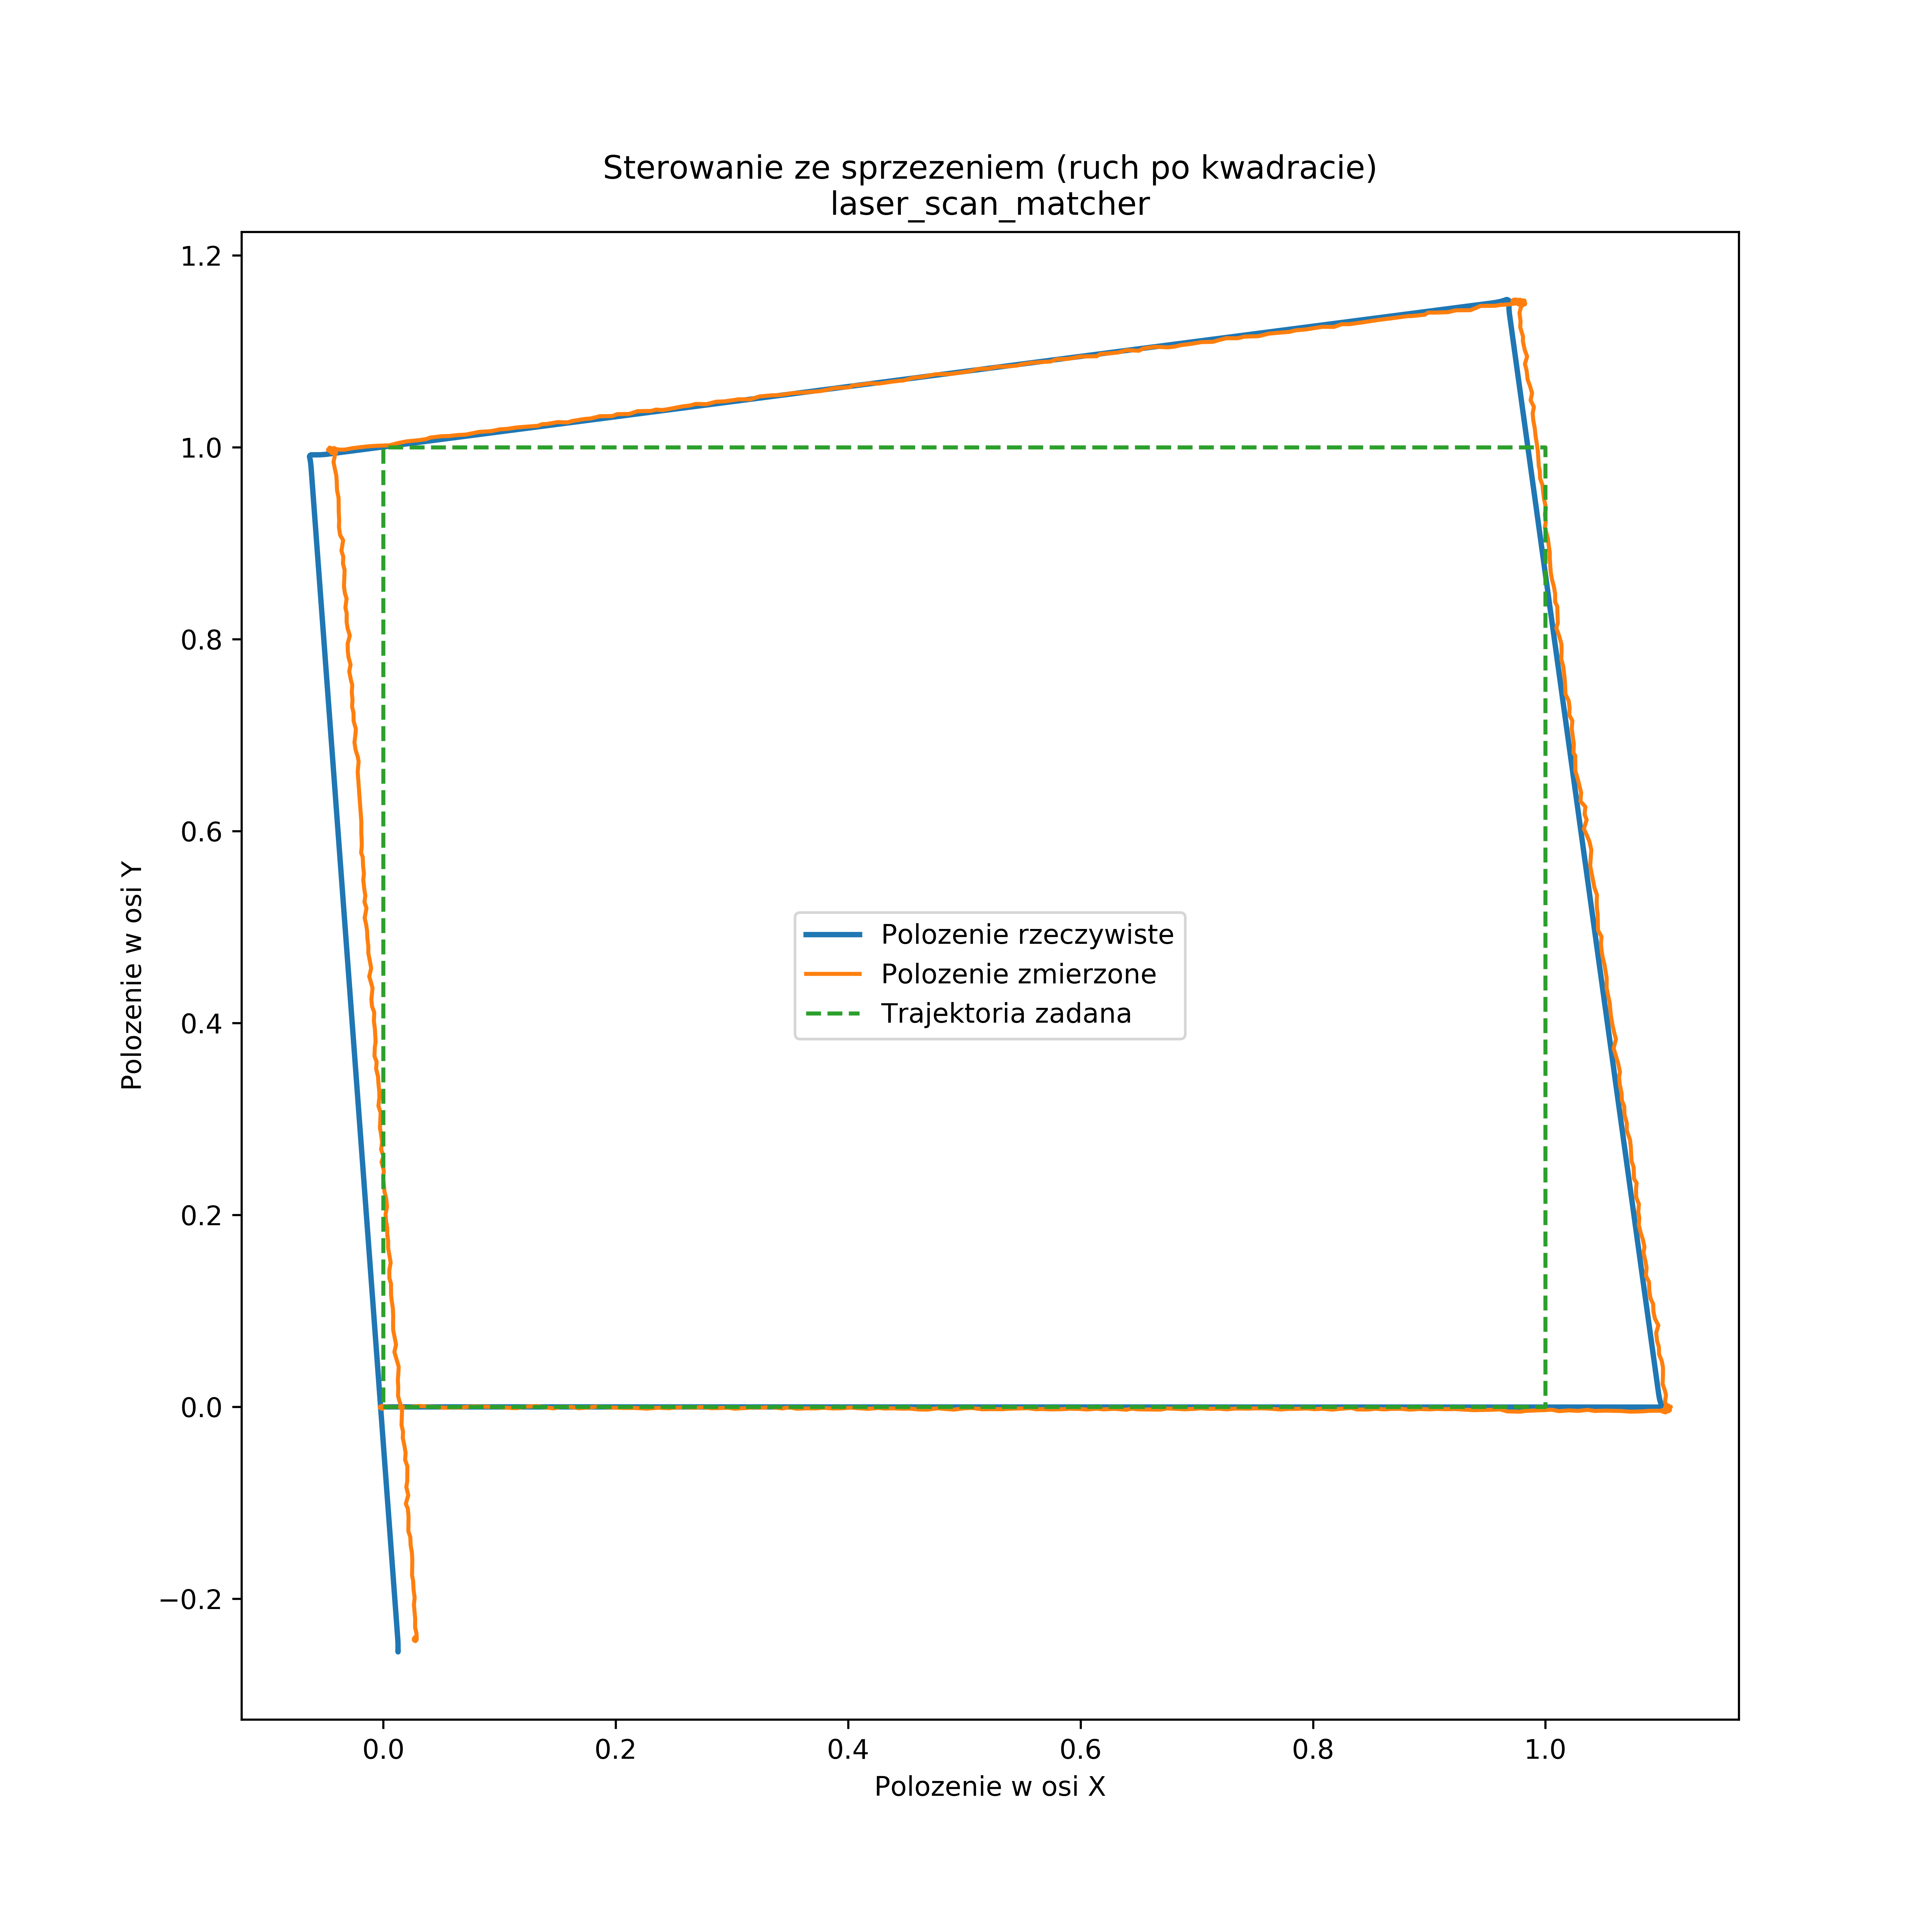 Sterowanie ze sprzezeniem (ruch po kwadracie)
laser_scan_matcher
1.2
1.0
0.8
0.6
0.4
0.2
0.0
−0.2
Polozenie w osi Y
Polozenie rzeczywiste
Polozenie zmierzone
Trajektoria zadana
0.0 0.2 0.4 0.6 0.8 1.0
Polozenie w osi X